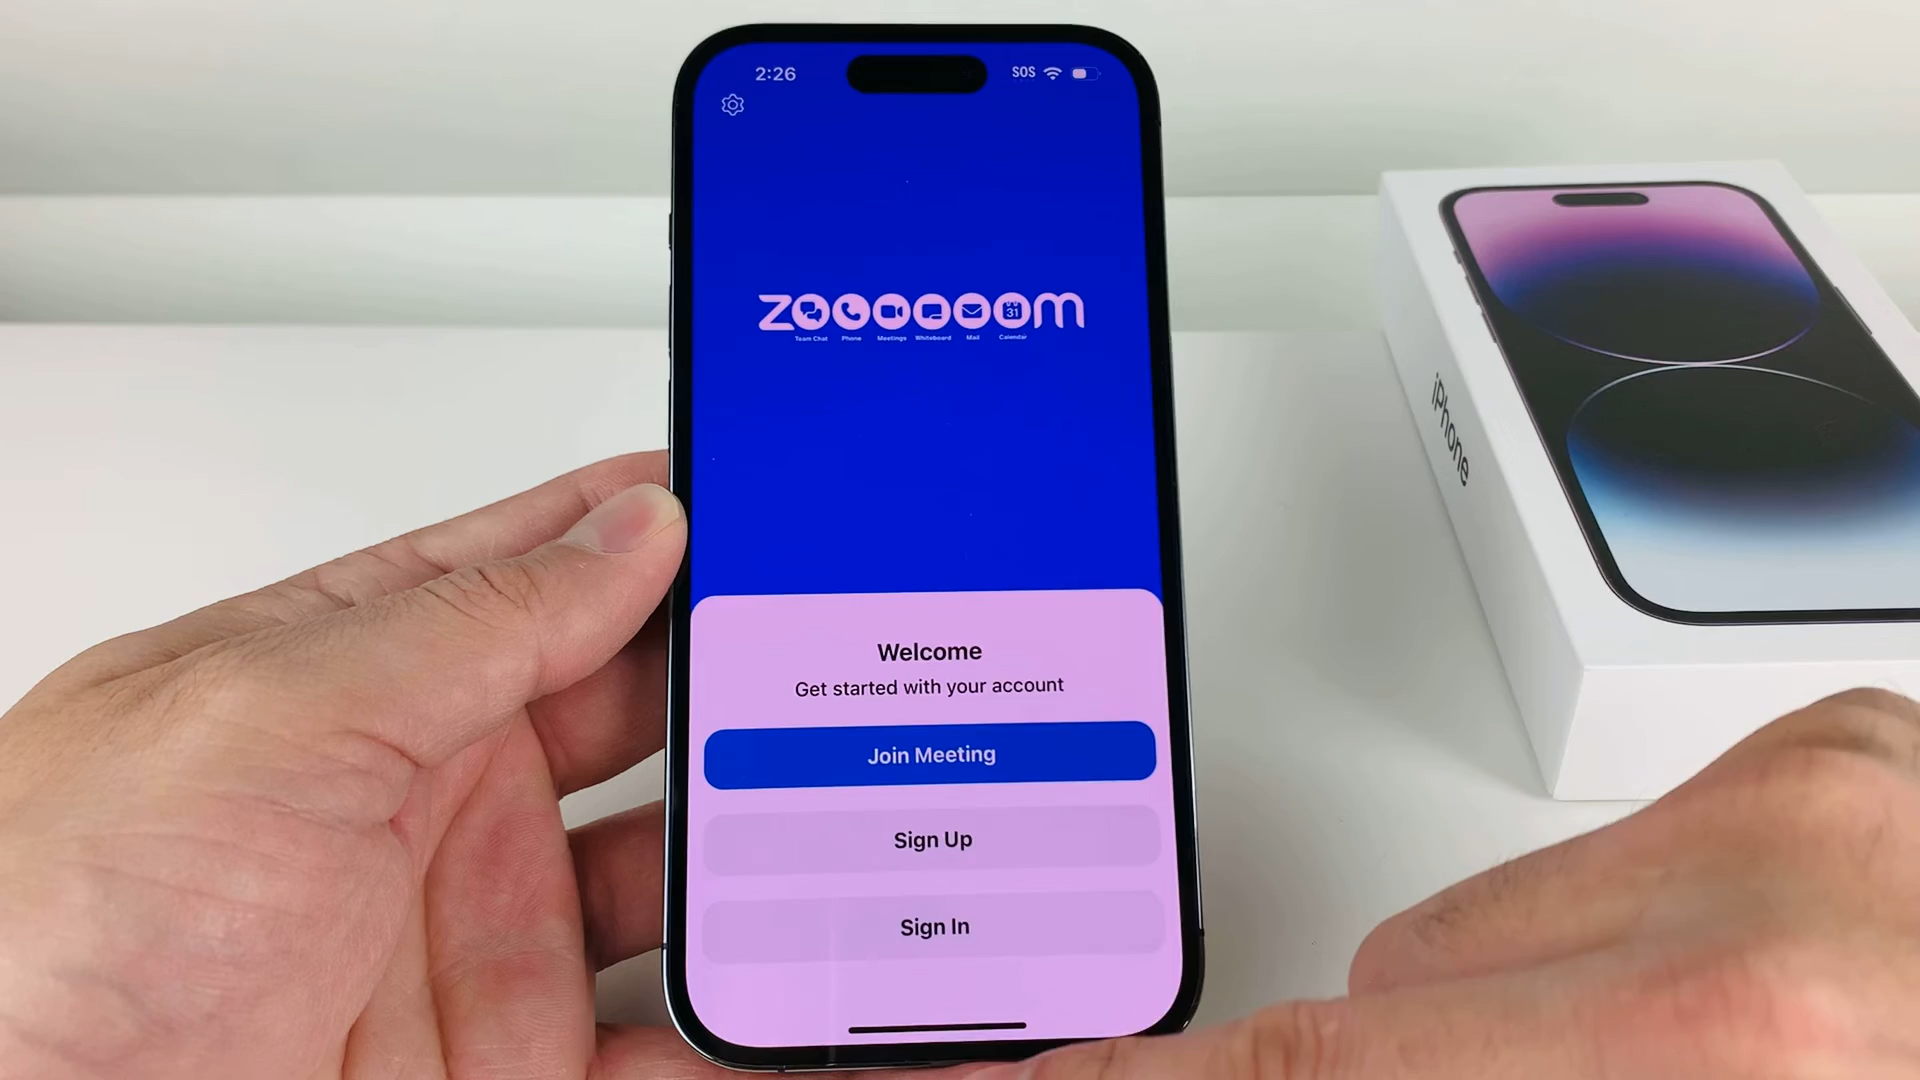 2:26
SOS
zoooooom
Team Chat Phone Meetings Whiteboard Mail Calendar
31
Welcome
Get started with your account
Join Meeting
Sign Up
Sign In
iPhone